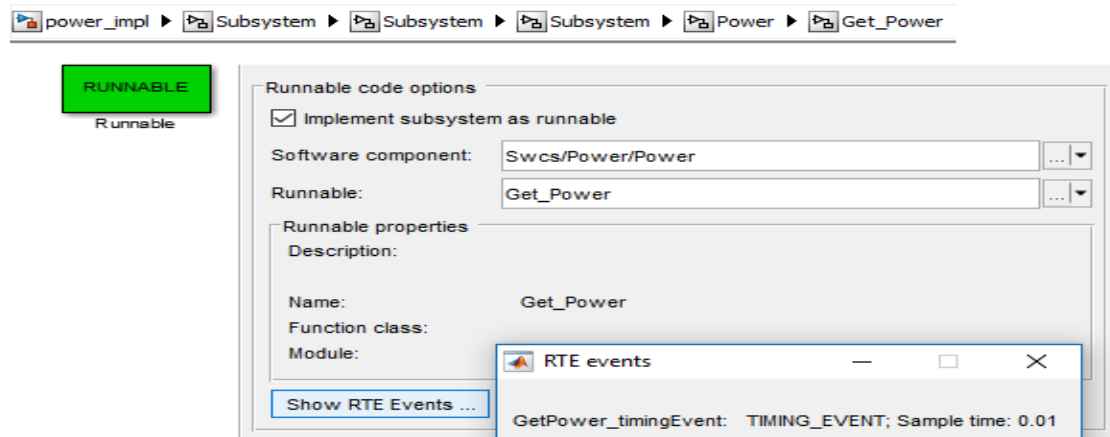 power_impl Subsystem Subsystem Subsystem Power Get_Power
RUNNABLE
Runnable
Runnable code options
Implement subsystem as runnable
Software component: Swcs/Power/Power ...
Runnable: Get_Power ...
Runnable properties
Description:
Name: Get_Power
Function class:
Module:
RTE events
Show RTE Events ...
GetPower_timingEvent: TIMING_EVENT; Sample time: 0.01